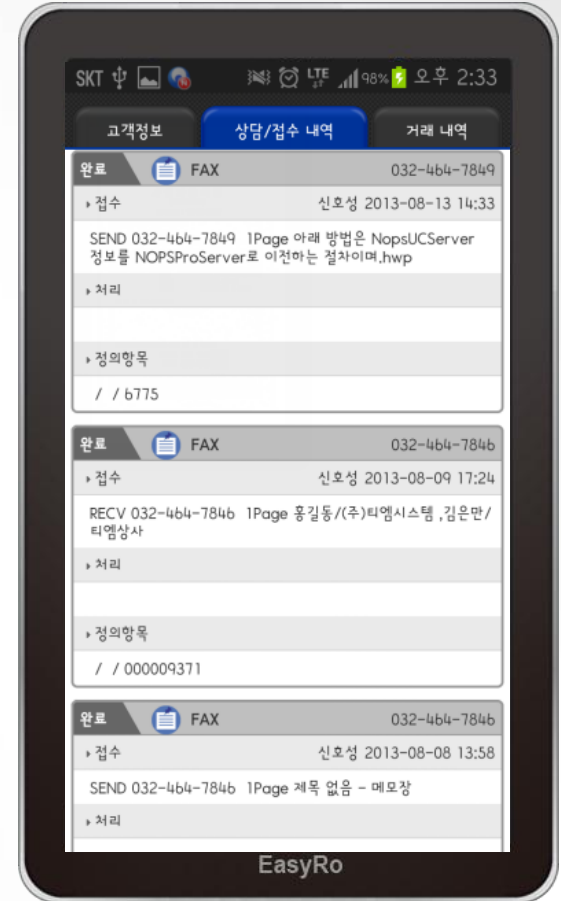 SKT LTE 98% 오후 2:33
고객정보 상담/접수 내역 거래 내역
완료 FAX 032-464-7849
접수 신호성 2013-08-13 14:33
SEND 032-464-7849 1Page 아래 방법은 NopsUCServer
정보를 NOPSProServer로 이전하는 절차이며.hwp
처리
정의항목
/ / 6775
완료 FAX 032-464-7846
접수 신호성 2013-08-09 17:24
RECV 032-464-7846 1Page 홍길동/(주)티엠시스템 ,김은만/
티엠상사
처리
정의항목
/ / 000009371
완료 FAX 032-464-7846
접수 신호성 2013-08-08 13:58
SEND 032-464-7846 1Page 제목 없음 - 메모장
처리
EasyRo